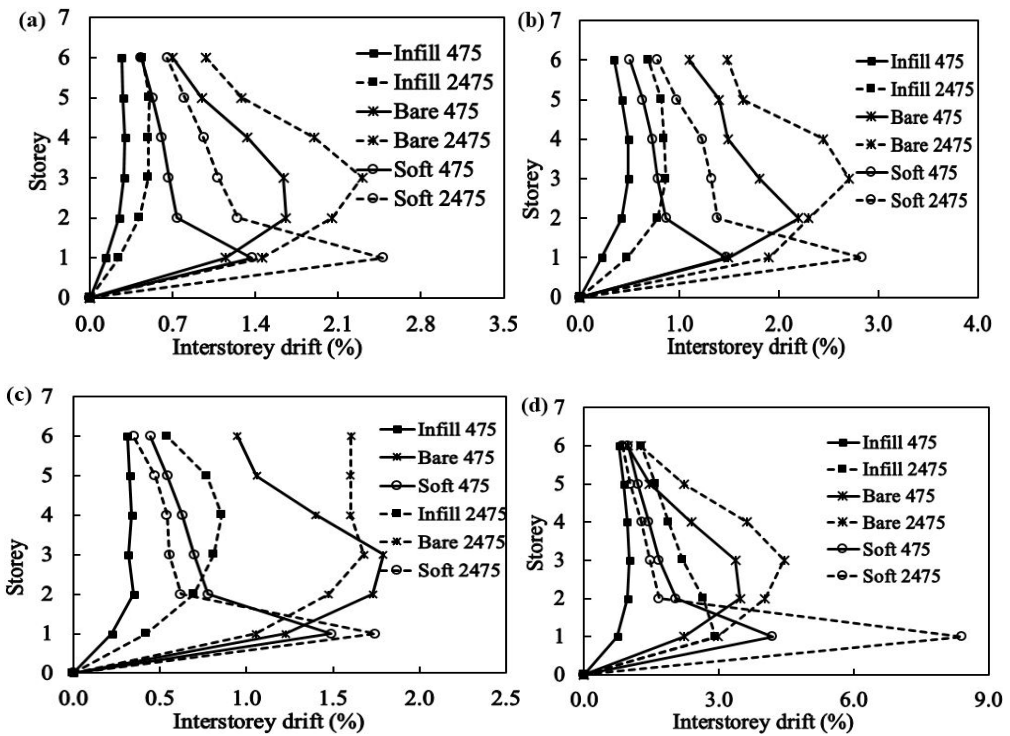 (a)
7
6
5
4
3
2
1
0
Storey
0.0 0.7 1.4 2.1 2.8 3.5
Interstorey drift (%)
Infill 475
Infill 2475
Bare 475
Bare 2475
Soft 475
Soft 2475
(b)
7
6
5
4
3
2
1
0
Storey
0.0 1.0 2.0 3.0 4.0
Interstorey drift (%)
Infill 475
Infill 2475
Bare 475
Bare 2475
Soft 475
Soft 2475
(c)
7
6
5
4
3
2
1
0
Storey
0.0 0.5 1.0 1.5 2.0 2.5
Interstorey drift (%)
Infill 475
Bare 475
Soft 475
Infill 2475
Bare 2475
Soft 2475
(d)
7
6
5
4
3
2
1
0
Storey
0.0 3.0 6.0 9.0
Interstorey drift (%)
Infill 475
Infill 2475
Bare 475
Bare 2475
Soft 475
Soft 2475